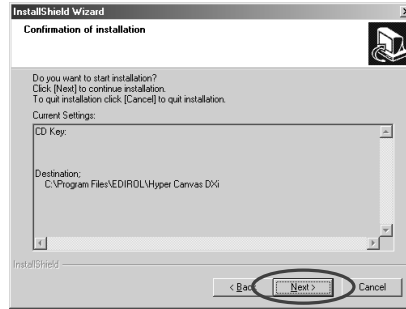 InstallShield Wizard
Confirmation of installation
Do you want to start installation?
Click [Next] to continue installation.
To quit installation click [Cancel] to quit installation.
Current Settings:
CD Key:
Destination;
C:\Program Files\EDIROL\Hyper Canvas DXi
InstallShield
< Back Next > Cancel